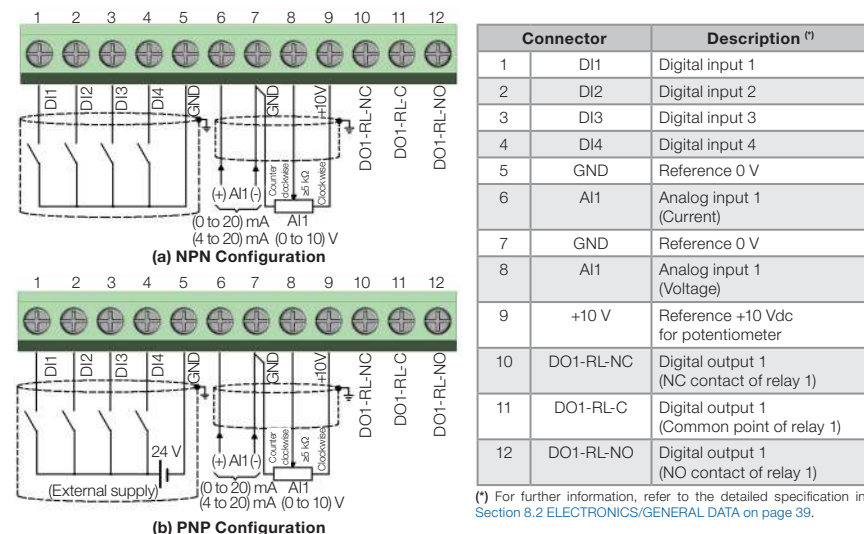 1 2 3 4 5 6 7 8 9 10 11 12
DI1
DI2
DI3
DI4
GND
GND
+10V
DO1-RL-NC
DO1-RL-C
DO1-RL-NO
Counter
clockwise
≥5 kΩ
Clockwise
(+) AI1 (-)
(0 to 20) mA AI1
(4 to 20) mA (0 to 10) V
(a) NPN Configuration
1 2 3 4 5 6 7 8 9 10 11 12
DI1
DI2
DI3
DI4
GND
GND
+10V
DO1-RL-NC
DO1-RL-C
DO1-RL-NO
24 V
(External supply)
Counter
clockwise
≥5 kΩ
Clockwise
(+) AI1 (-)
(0 to 20) mA AI1
(4 to 20) mA (0 to 10) V
(b) PNP Configuration
Connector Description (*)
1 DI1 Digital input 1
2 DI2 Digital input 2
3 DI3 Digital input 3
4 DI4 Digital input 4
5 GND Reference 0 V
6 AI1 Analog input 1
(Current)
7 GND Reference 0 V
8 AI1 Analog input 1
(Voltage)
9 +10 V Reference +10 Vdc
for potentiometer
10 DO1-RL-NC Digital output 1
(NC contact of relay 1)
11 DO1-RL-C Digital output 1
(Common point of relay 1)
12 DO1-RL-NO Digital output 1
(NO contact of relay 1)
(*) For further information, refer to the detailed specification in
Section 8.2 ELECTRONICS/GENERAL DATA on page 39.